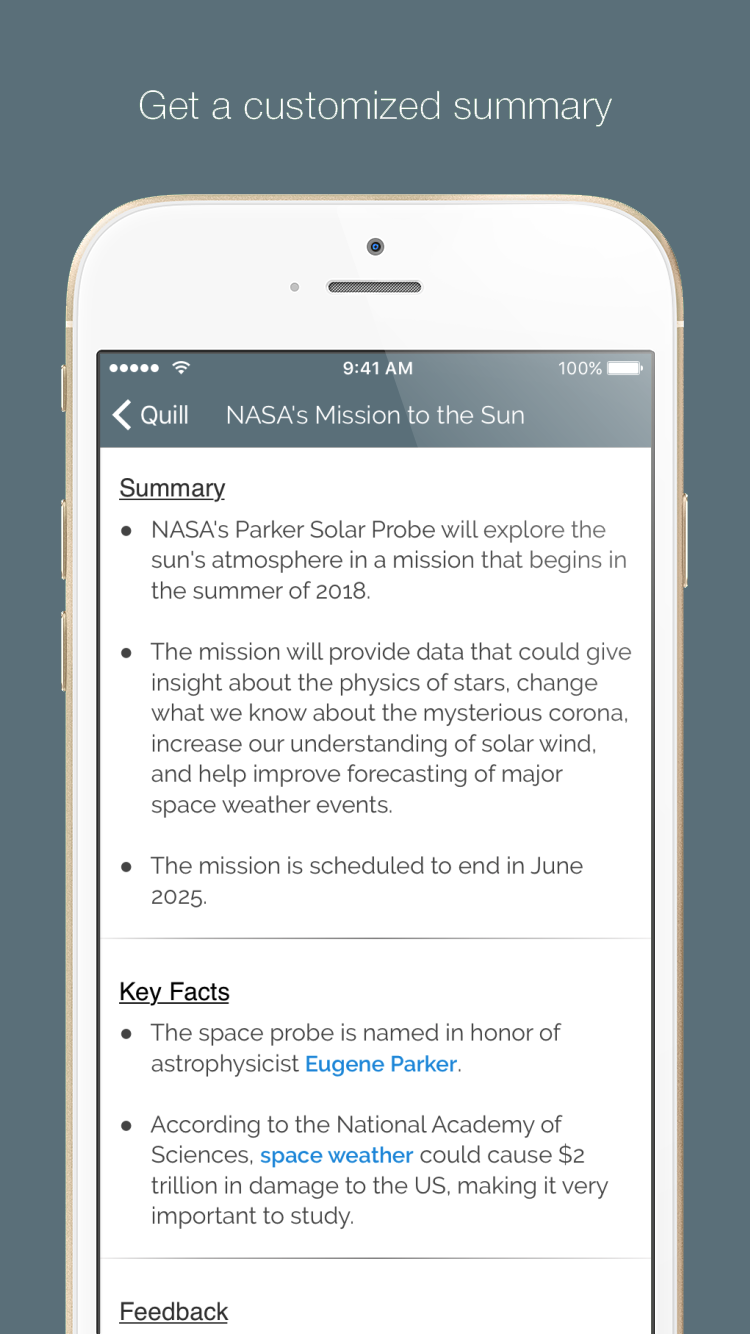 Get a customized summary
9:41 AM
100%
Quill
NASA's Mission to the Sun
Summary
● NASA's Parker Solar Probe will explore the
sun's atmosphere in a mission that begins in
the summer of 2018.
● The mission will provide data that could give
insight about the physics of stars, change
what we know about the mysterious corona,
increase our understanding of solar wind,
and help improve forecasting of major
space weather events.
● The mission is scheduled to end in June
2025.
Key Facts
● The space probe is named in honor of
astrophysicist Eugene Parker.
● According to the National Academy of
Sciences, space weather could cause $2
trillion in damage to the US, making it very
important to study.
Feedback